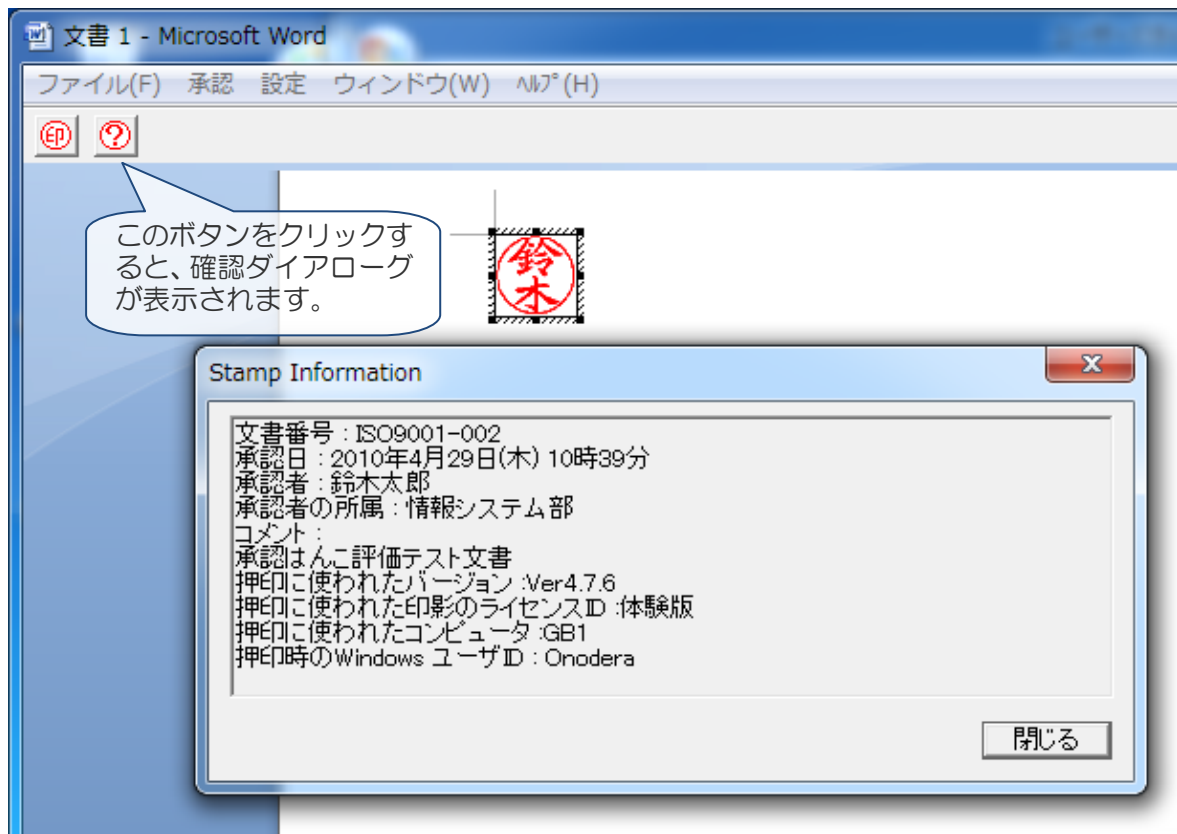 文書 1 - Microsoft Word
ファイル(F) 承認 設定 ウィンドウ(W) ﾍﾙﾌﾟ(H)
印 ?
このボタンをクリックす
ると、確認ダイアローグ
が表示されます。
鈴
木
Stamp Information
文書番号：ISO9001-002
承認日：2010年4月29日(木) 10時39分
承認者：鈴木太郎
承認者の所属：情報システム部
コメント：
承認はんこ評価テスト文書
押印に使われたバージョン :Ver4.7.6
押印に使われた印影のライセンスID :体験版
押印に使われたコンピュータ :GB1
押印時のWindows ユーザID：Onodera
閉じる